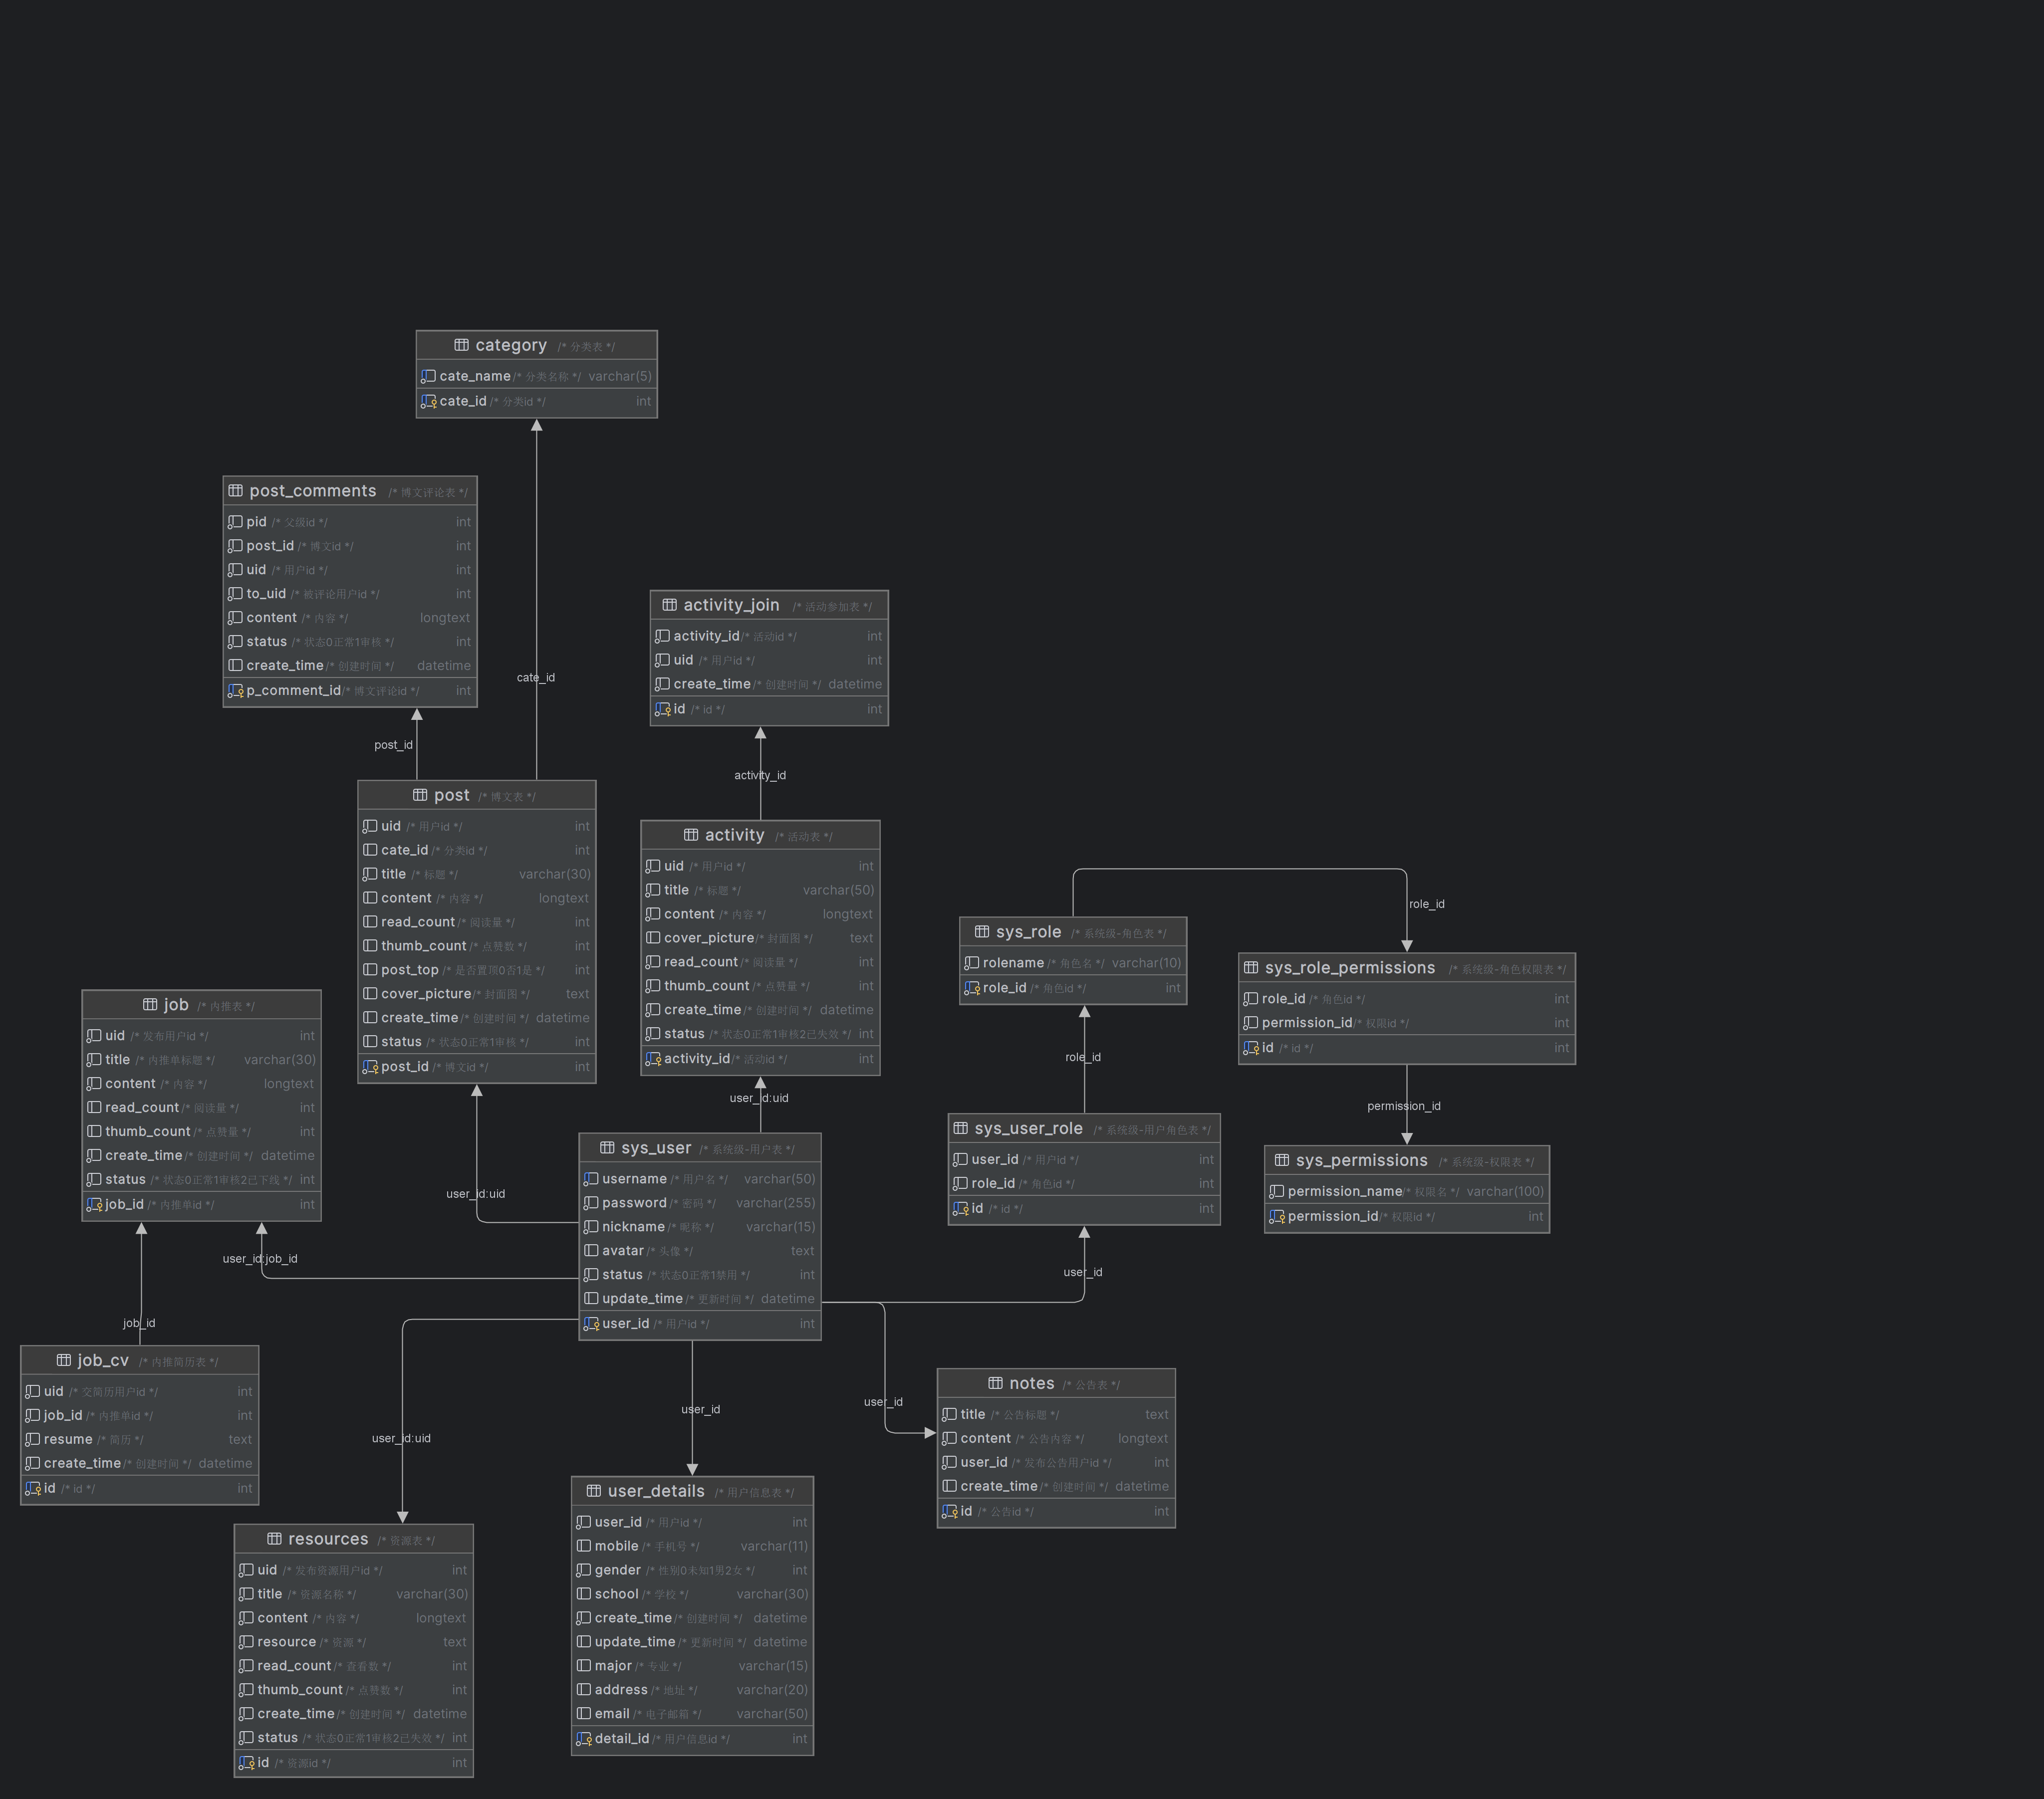 category /* 分类表 */
cate_name /* 分类名称 */ varchar(5)
cate_id /* 分类id */ int
post_comments /* 博文评论表 */
pid /* 父级id */ int
post_id /* 博文id */ int
uid /* 用户id */ int
to_uid /* 被评论用户id */ int
content /* 内容 */ longtext
status /* 状态0正常1审核 */ int
create_time /* 创建时间 */ datetime
p_comment_id /* 博文评论id */ int
cate_id
post_id
activity_join /* 活动参加表 */
activity_id /* 活动id */ int
uid /* 用户id */ int
create_time /* 创建时间 */ datetime
id /* id */ int
activity_id
post /* 博文表 */
uid /* 用户id */ int
cate_id /* 分类id */ int
title /* 标题 */ varchar(30)
content /* 内容 */ longtext
read_count /* 阅读量 */ int
thumb_count /* 点赞数 */ int
post_top /* 是否置顶0否1是 */ int
cover_picture /* 封面图 */ text
create_time /* 创建时间 */ datetime
status /* 状态0正常1审核 */ int
post_id /* 博文id */ int
activity /* 活动表 */
uid /* 用户id */ int
title /* 标题 */ varchar(50)
content /* 内容 */ longtext
cover_picture /* 封面图 */ text
read_count /* 阅读量 */ int
thumb_count /* 点赞量 */ int
create_time /* 创建时间 */ datetime
status /* 状态0正常1审核2已失效 */ int
activity_id /* 活动id */ int
user_id:uid
sys_role /* 系统级-角色表 */
rolename /* 角色名 */ varchar(10)
role_id /* 角色id */ int
role_id
sys_role_permissions /* 系统级-角色权限表 */
role_id /* 角色id */ int
permission_id /* 权限id */ int
id /* id */ int
role_id
permission_id
job /* 内推表 */
uid /* 发布用户id */ int
title /* 内推单标题 */ varchar(30)
content /* 内容 */ longtext
read_count /* 阅读量 */ int
thumb_count /* 点赞量 */ int
create_time /* 创建时间 */ datetime
status /* 状态0正常1审核2已下线 */ int
job_id /* 内推单id */ int
user_id:uid
user_id:job_id
job_id
sys_user /* 系统级-用户表 */
username /* 用户名 */ varchar(50)
password /* 密码 */ varchar(255)
nickname /* 昵称 */ varchar(15)
avatar /* 头像 */ text
status /* 状态0正常1禁用 */ int
update_time /* 更新时间 */ datetime
user_id /* 用户id */ int
sys_user_role /* 系统级-用户角色表 */
user_id /* 用户id */ int
role_id /* 角色id */ int
id /* id */ int
user_id
sys_permissions /* 系统级-权限表 */
permission_name /* 权限名 */ varchar(100)
permission_id /* 权限id */ int
job_cv /* 内推简历表 */
uid /* 交简历用户id */ int
job_id /* 内推单id */ int
resume /* 简历 */ text
create_time /* 创建时间 */ datetime
id /* id */ int
user_id:uid
user_id
user_id
notes /* 公告表 */
title /* 公告标题 */ text
content /* 公告内容 */ longtext
user_id /* 发布公告用户id */ int
create_time /* 创建时间 */ datetime
id /* 公告id */ int
resources /* 资源表 */
uid /* 发布资源用户id */ int
title /* 资源名称 */ varchar(30)
content /* 内容 */ longtext
resource /* 资源 */ text
read_count /* 查看数 */ int
thumb_count /* 点赞数 */ int
create_time /* 创建时间 */ datetime
status /* 状态0正常1审核2已失效 */ int
id /* 资源id */ int
user_details /* 用户信息表 */
user_id /* 用户id */ int
mobile /* 手机号 */ varchar(11)
gender /* 性别0未知1男2女 */ int
school /* 学校 */ varchar(30)
create_time /* 创建时间 */ datetime
update_time /* 更新时间 */ datetime
major /* 专业 */ varchar(15)
address /* 地址 */ varchar(20)
email /* 电子邮箱 */ varchar(50)
detail_id /* 用户信息id */ int